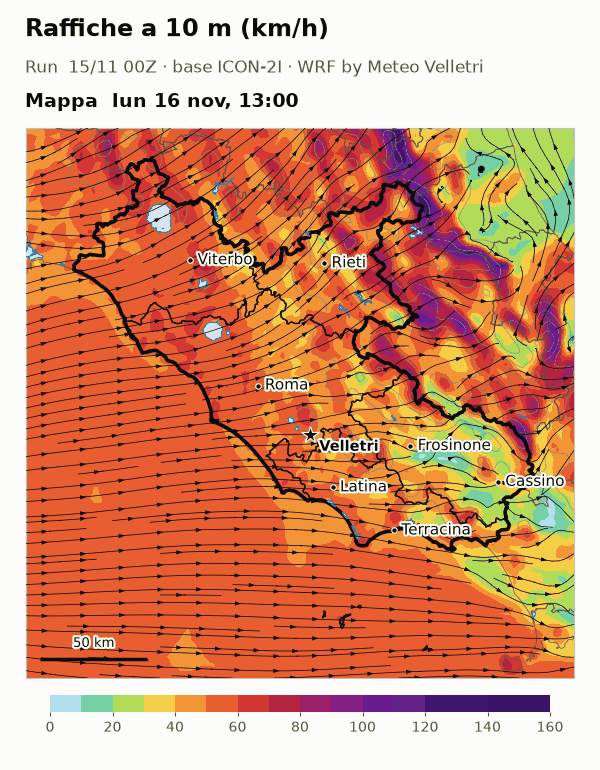 Raffiche a 10 m (km/h)
Run 15/11 00Z · base ICON-2I · WRF by Meteo Velletri
Mappa lun 16 nov, 13:00
Viterbo
Rieti
Roma
Velletri
Frosinone
Latina
Cassino
Terracina
50 km
0 20 40 60 80 100 120 140 160